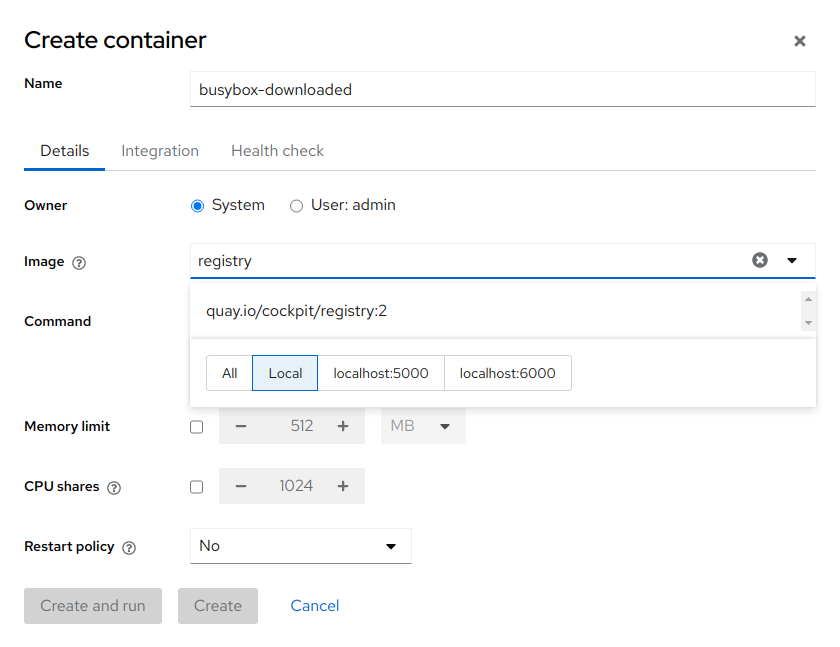 Create container
Name
busybox-downloaded
Details Integration Health check
Owner System User: admin
Image registry
quay.io/cockpit/registry:2
Command
All Local localhost:5000 localhost:6000
Memory limit 512 MB
CPU shares 1024
Restart policy No
Create and run Create Cancel